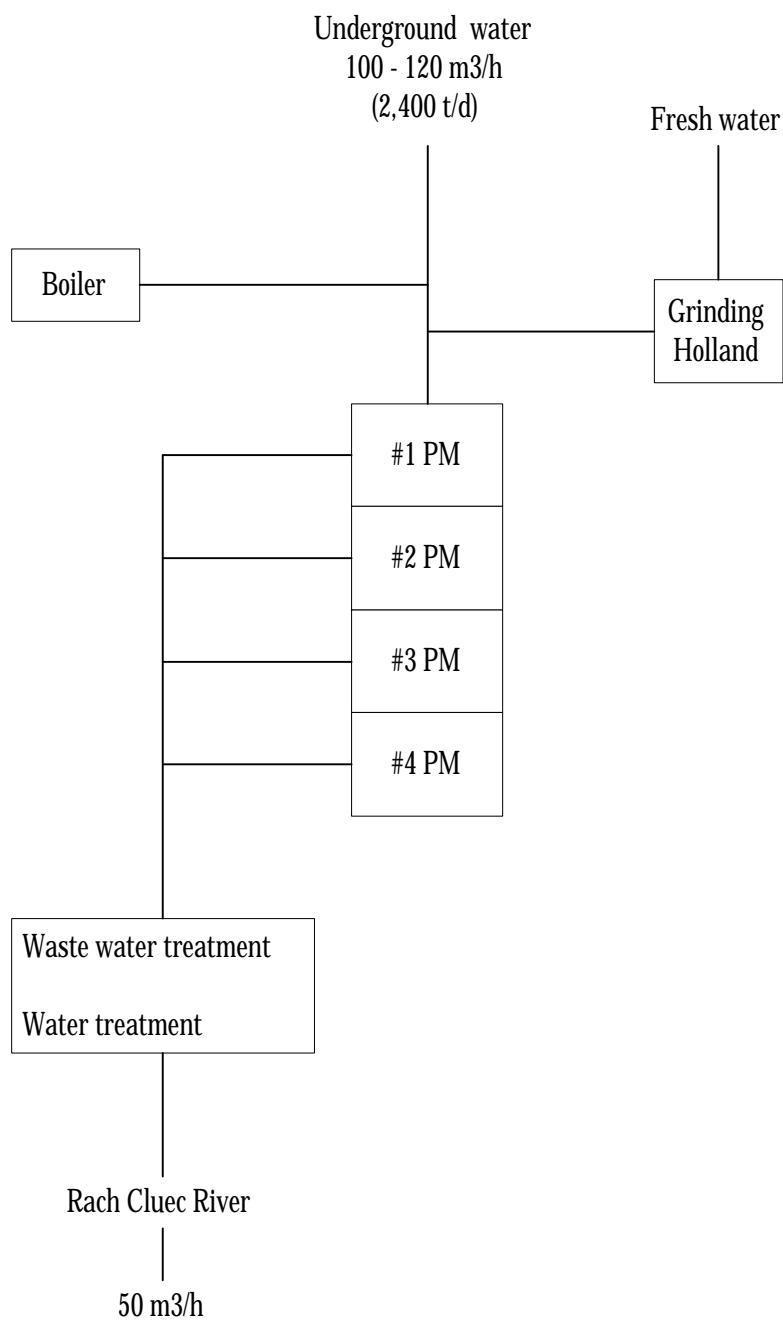 Underground water
100 - 120 m3/h
(2,400 t/d)
Fresh water
Boiler
Grinding
Holland
#1 PM
#2 PM
#3 PM
#4 PM
Waste water treatment
Water treatment
Rach Cluec River
50 m3/h